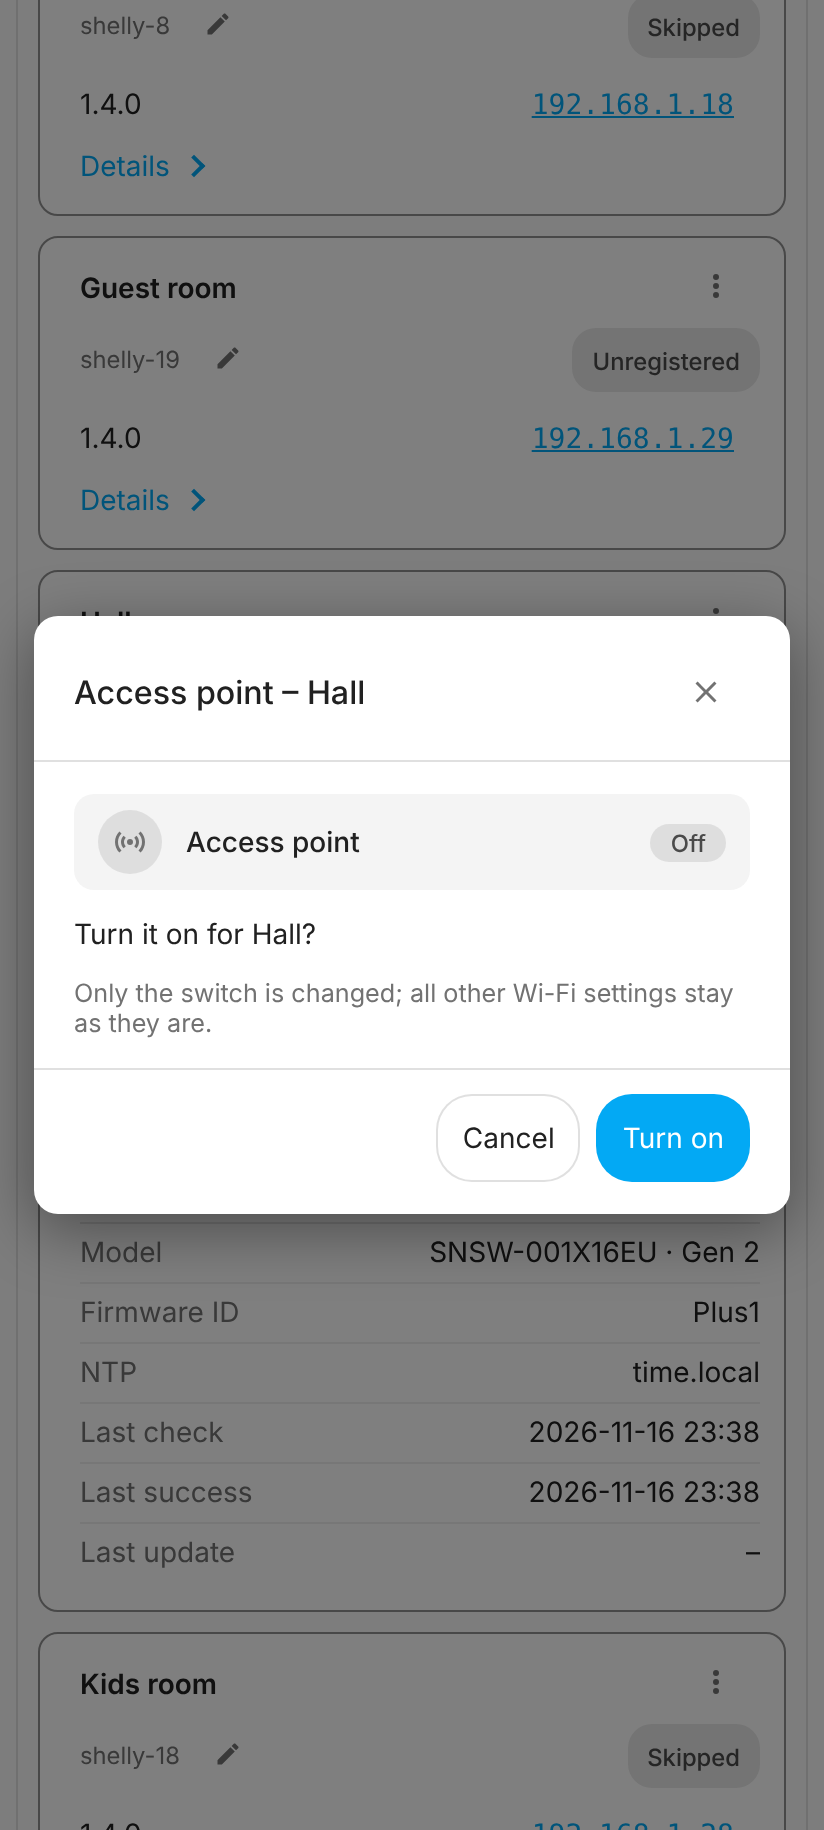 shelly-8
Skipped
1.4.0
192.168.1.18
Details
Guest room
shelly-19
Unregistered
1.4.0
192.168.1.29
Details
Access point – Hall
Access point
Off
Turn it on for Hall?
Only the switch is changed; all other Wi-Fi settings stay
as they are.
Cancel
Turn on
Model
SNSW-001X16EU · Gen 2
Firmware ID
Plus1
NTP
time.local
Last check
2026-11-16 23:38
Last success
2026-11-16 23:38
Last update
–
Kids room
shelly-18
Skipped